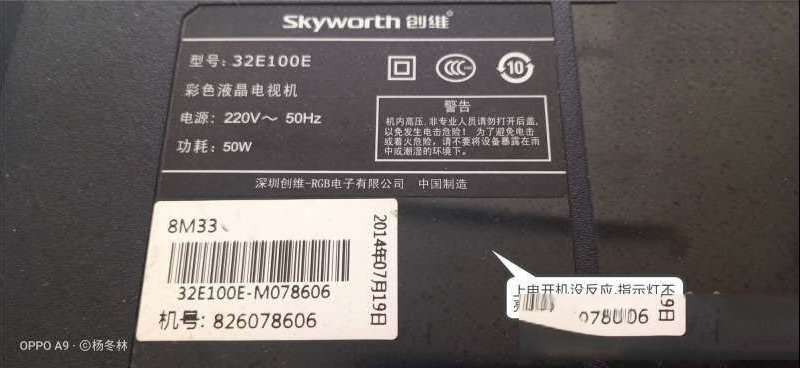 Skyworth 创维®
型号: 32E100E
彩色液晶电视机
电源: 220V～ 50Hz
功耗: 50W
CCC
10
警告
机内高压,非专业人员请勿打开后盖,
以免发生电击危险! 为了避免电击
或着火危险, 请不要将设备暴露在雨
中或潮湿的环境下。
深圳创维-RGB电子有限公司 中国制造
8M33
32E100E-M078606
机号: 826078606
2014年07月19日
上电开机没反应,指示灯不
9日
OPPO A9 · ©杨冬林